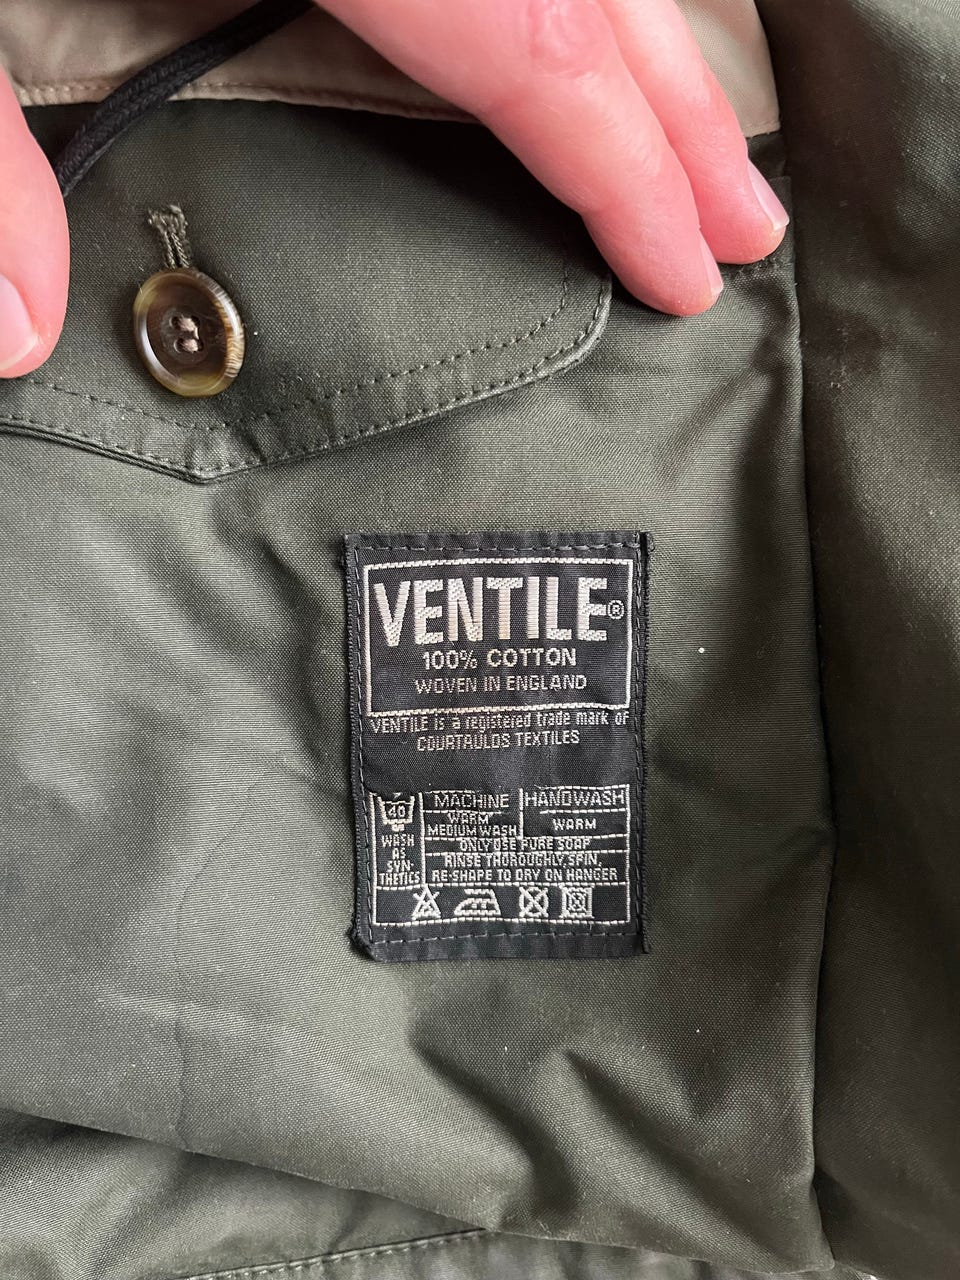 VENTILE®
100% COTTON
WOVEN IN ENGLAND
VENTILE is a registered trade mark of
COURTAULDS TEXTILES
40
WASH
AS
SYN-
THETICS
MACHINE
WARM
MEDIUM WASH
HANDWASH
WARM
ONLY USE PURE SOAP
RINSE THOROUGHLY, SPIN,
RE-SHAPE TO DRY ON HANGER